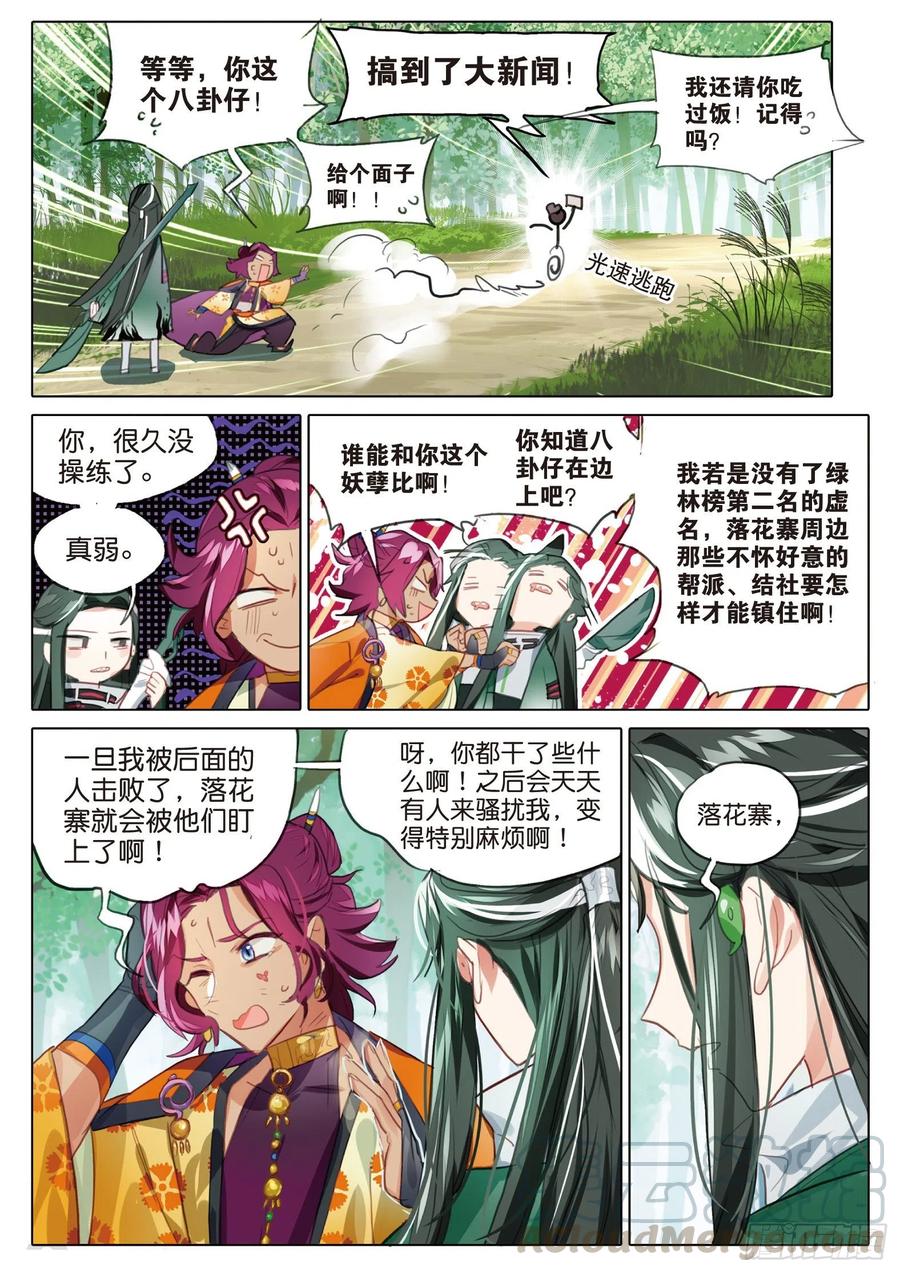 等等，你这
个八卦仔！
搞到了大新闻！
我还请你吃
过饭！记得
吗？
给个面子
啊！！
光速逃跑
你，很久没
操练了。
真弱。
谁能和你这个
妖孽比啊！
你知道八
卦仔在边
上吧？
我若是没有了绿
林榜第二名的虚
名，落花寨周边
那些不怀好意的
帮派、结社要怎
样才能镇住啊！
一旦我被后面的
人击败了，落花
寨就会被他们盯
上了啊！
呀，你都干了些什
么啊！之后会天天
有人来骚扰我，变
得特别麻烦啊！
落花寨，
ACloudMerge.com